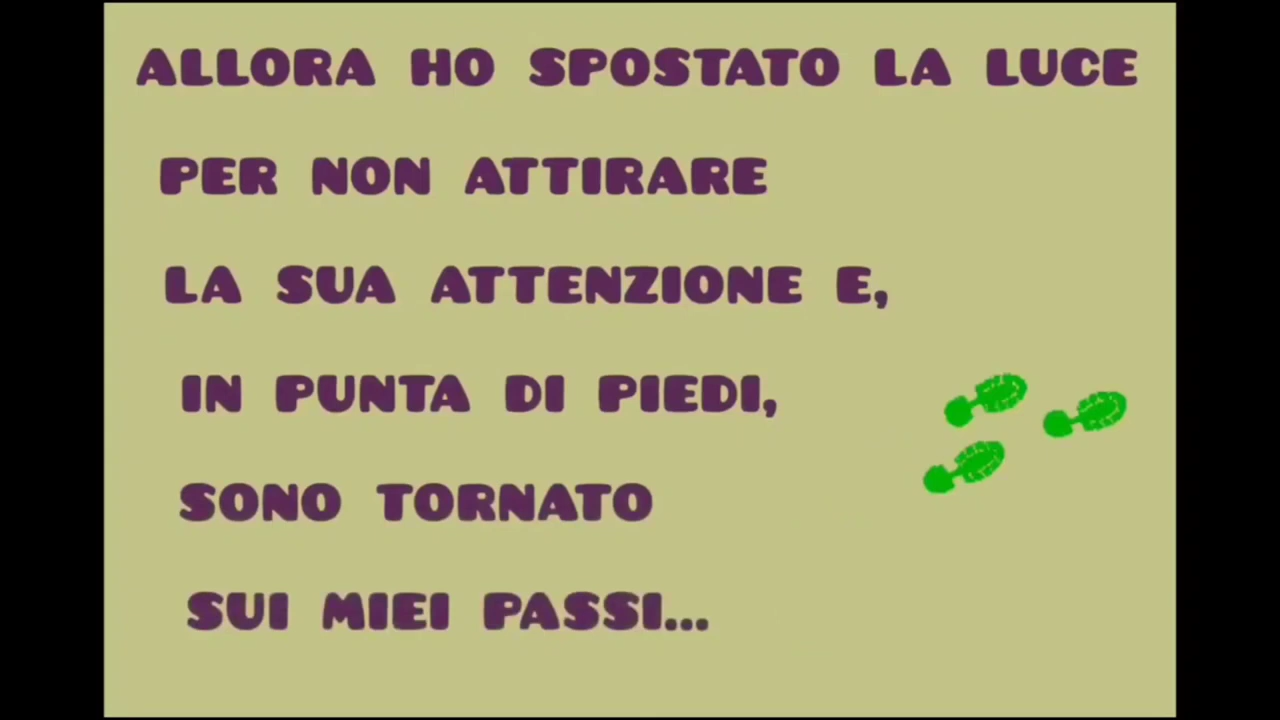 ALLORA HO SPOSTATO LA LUCE
PER NON ATTIRARE
LA SUA ATTENZIONE E,
IN PUNTA DI PIEDI,
SONO TORNATO
SUI MIEI PASSI...